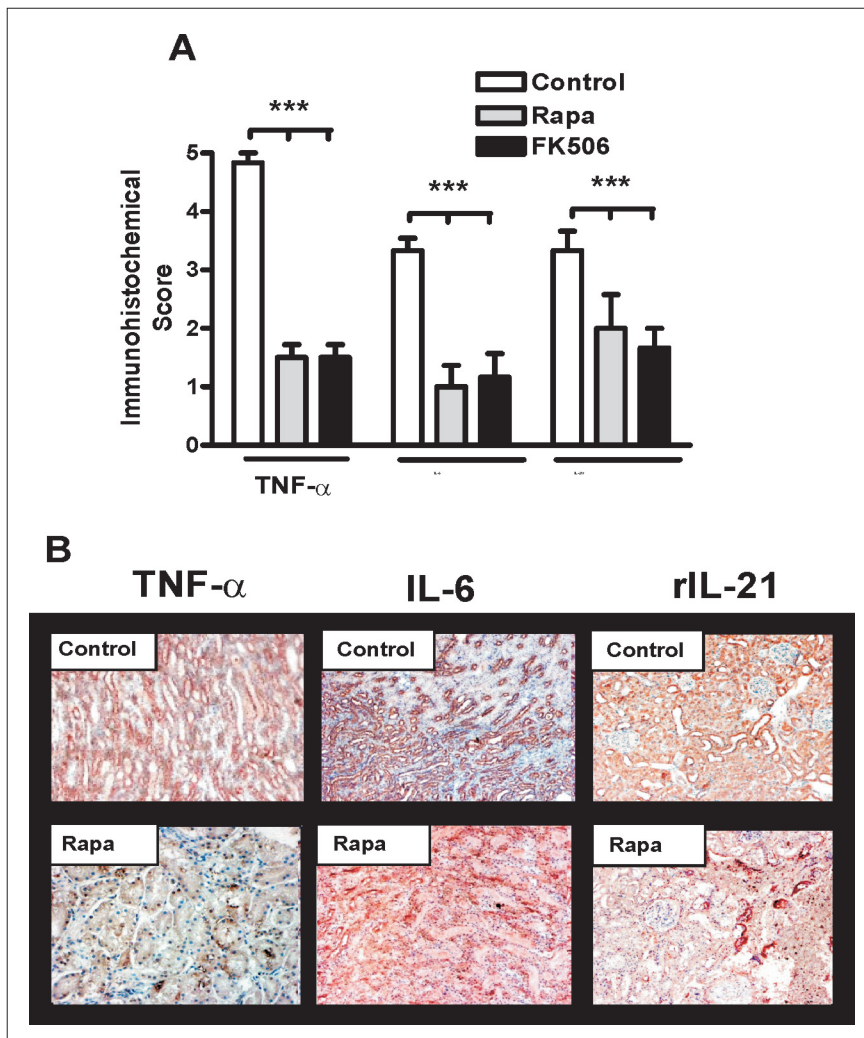 A
Control
Rapa
FK506
***
***
***
Immunohistochemical
Score
5
4
3
2
1
0
TNF-α
B
TNF-α IL-6 rIL-21
Control Control Control
Rapa Rapa Rapa